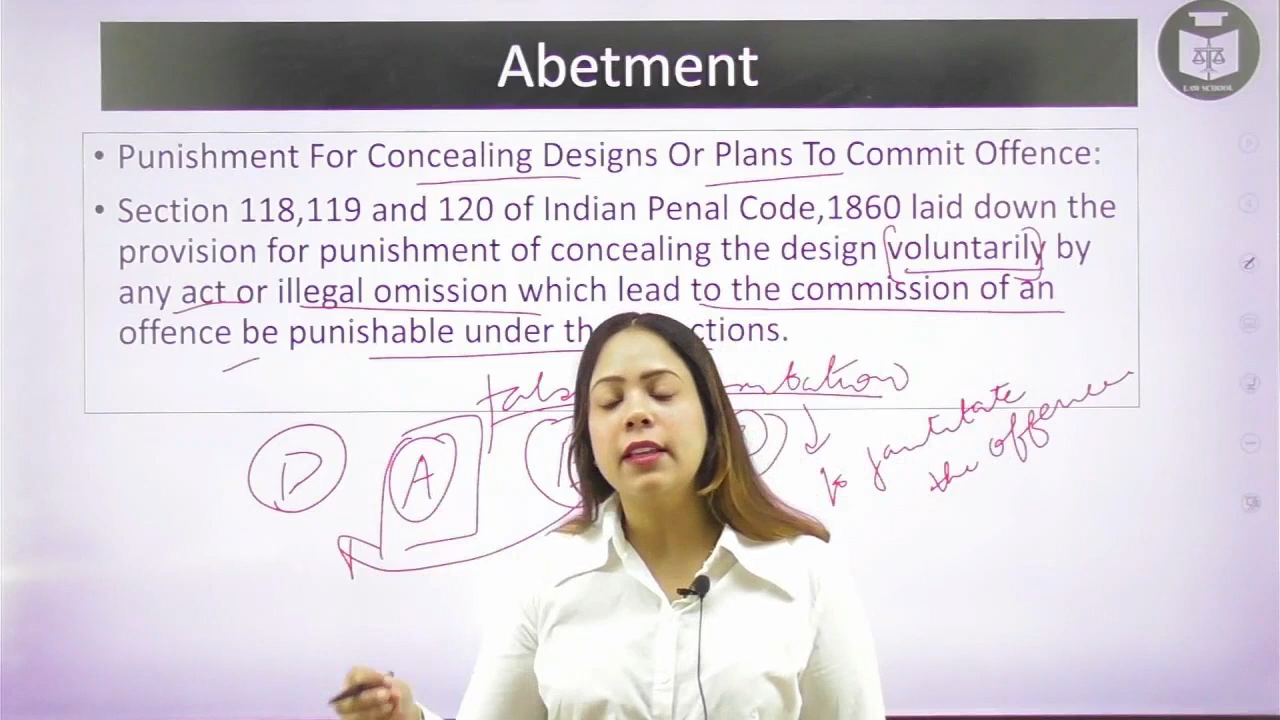 Abetment
LAW SCHOOL
• Punishment For Concealing Designs Or Plans To Commit Offence:
• Section 118,119 and 120 of Indian Penal Code,1860 laid down the
provision for punishment of concealing the design voluntarily by
any act or illegal omission which lead to the commission of an
offence be punishable under th ctions.
D
A
to
the offence